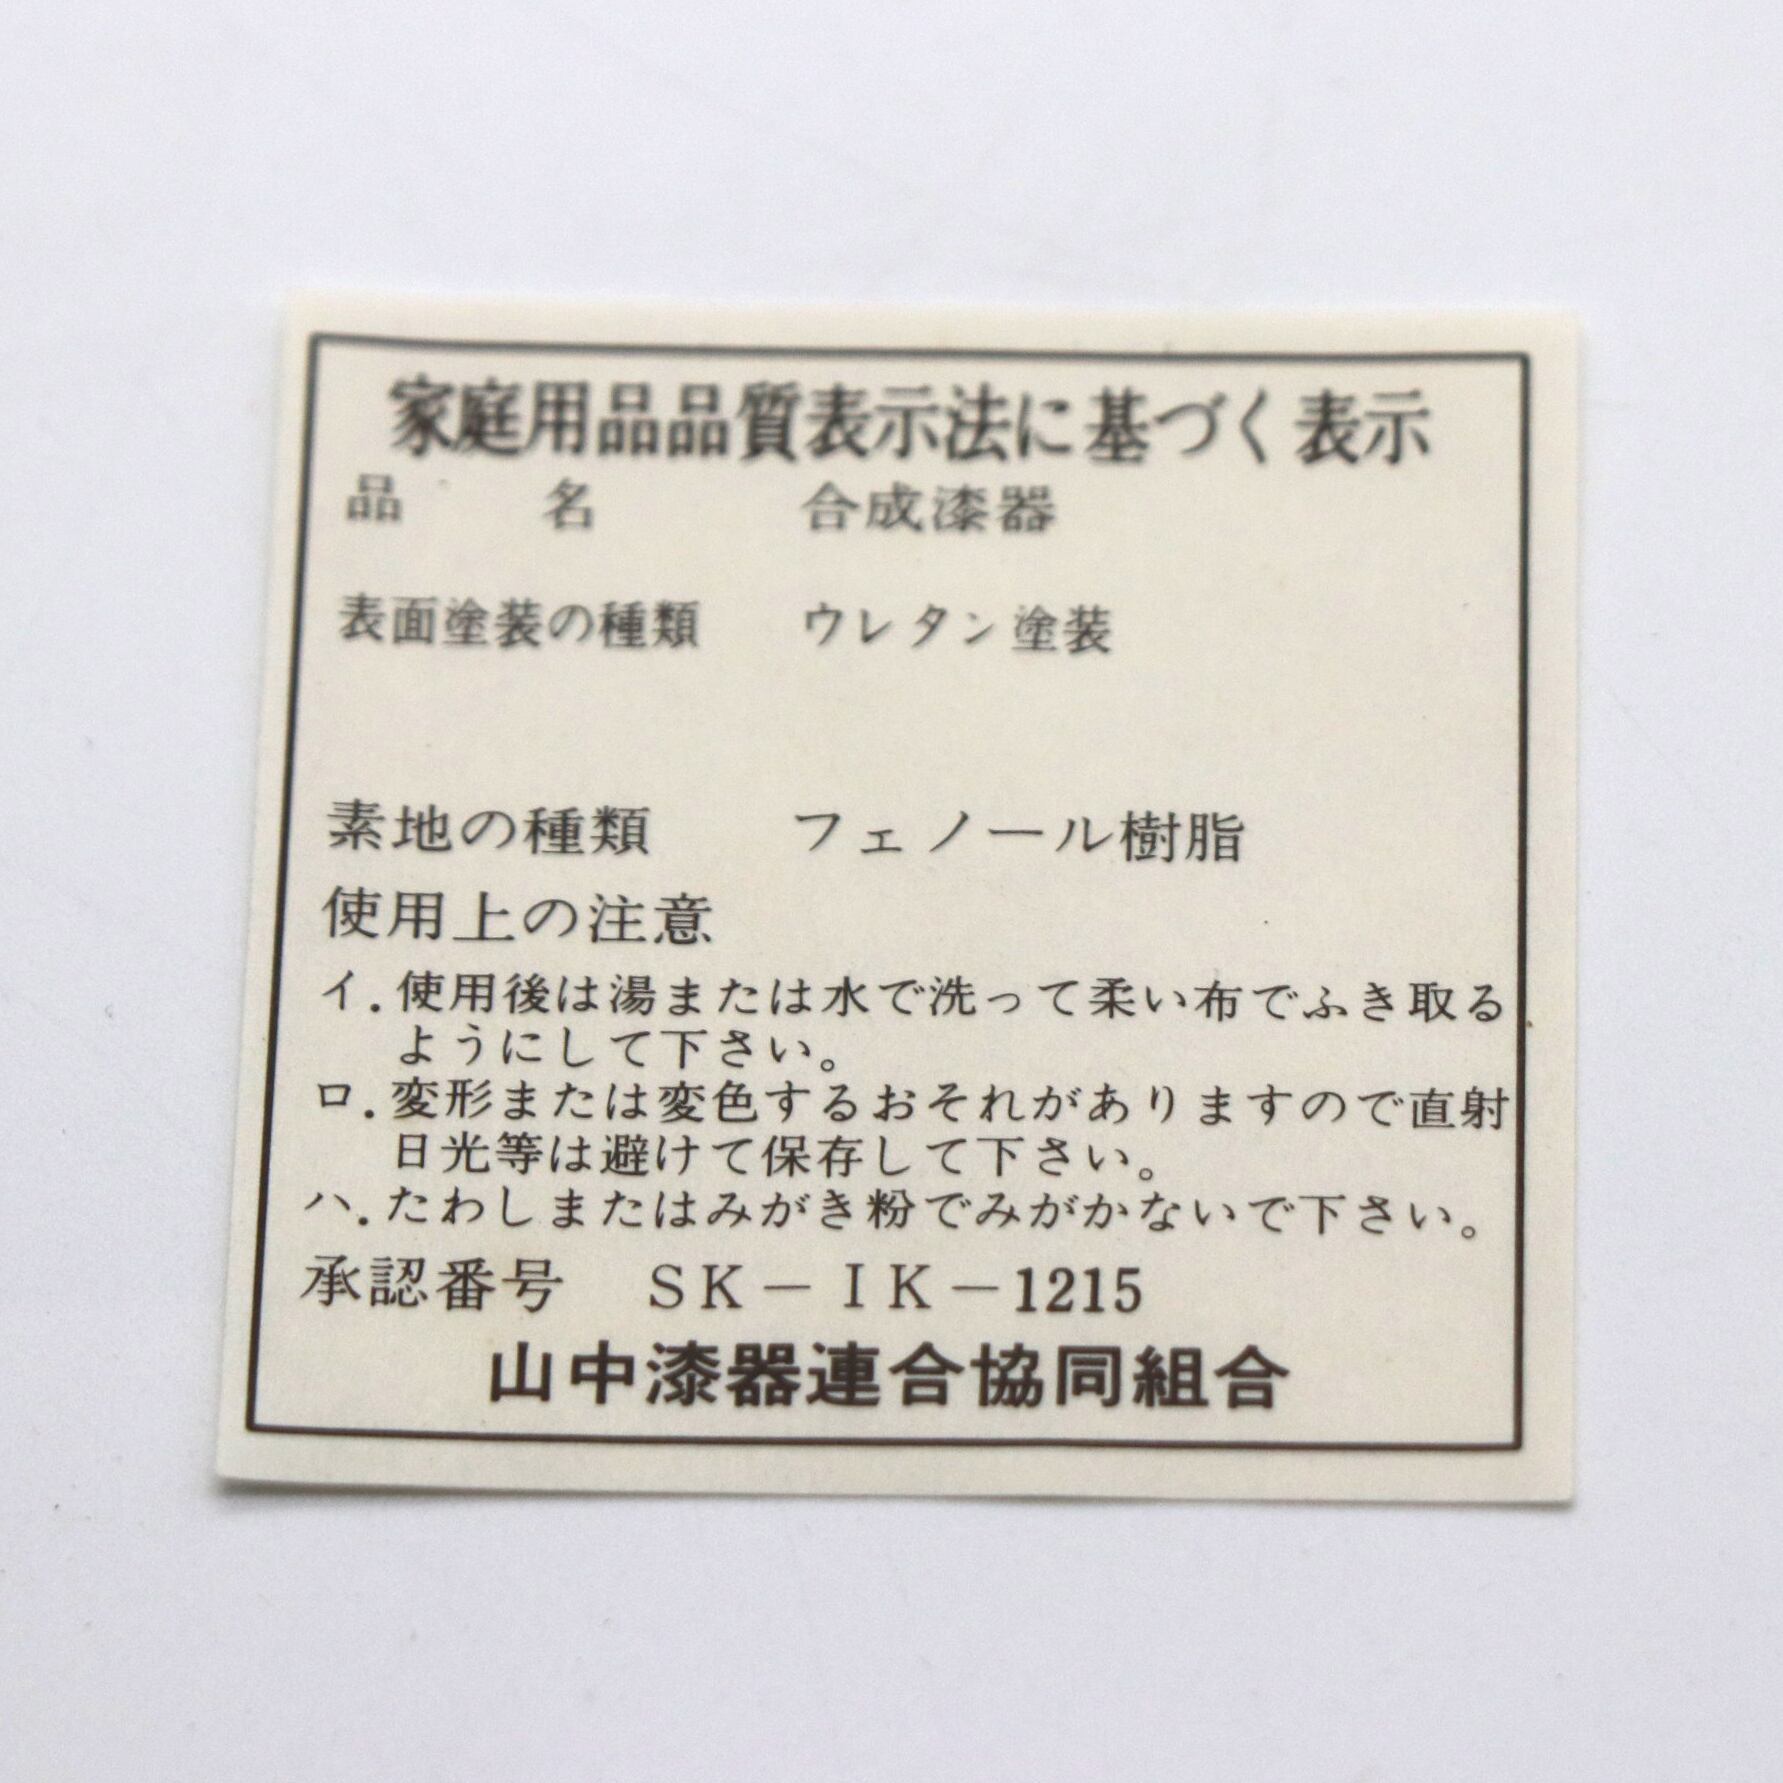 家庭用品品質表示法に基づく表示
品　名　合成漆器
表面塗装の種類　ウレタン塗装
素地の種類　フェノール樹脂
使用上の注意
イ.使用後は湯または水で洗って柔い布でふき取る
ようにして下さい。
ロ.変形または変色するおそれがありますので直射
日光等は避けて保存して下さい。
ハ.たわしまたはみがき粉でみがかないで下さい。
承認番号　SK－IK－1215
山中漆器連合協同組合